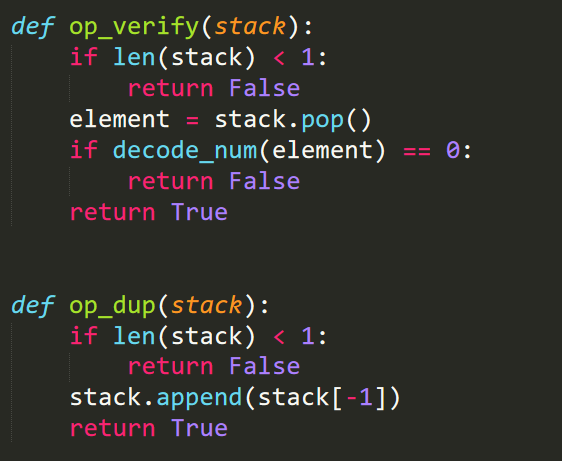 def op_verify(stack):
    if len(stack) < 1:
        return False
    element = stack.pop()
    if decode_num(element) == 0:
        return False
    return True
def op_dup(stack):
    if len(stack) < 1:
        return False
    stack.append(stack[-1])
    return True